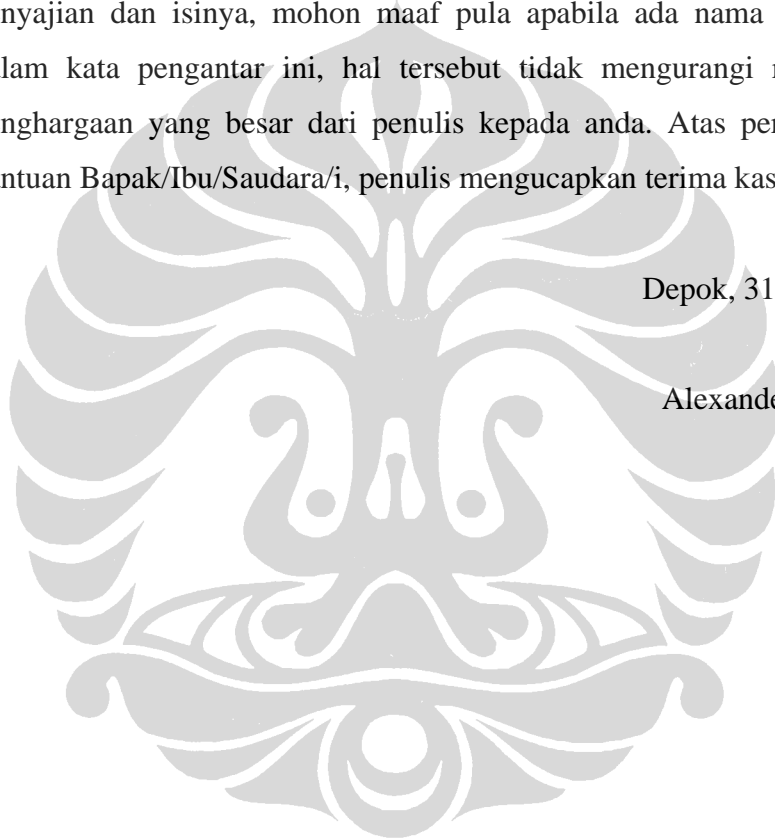 nyajian dan isinya, mohon maaf pula apabila ada nama
lam kata pengantar ini, hal tersebut tidak mengurangi
nghargaan yang besar dari penulis kepada anda. Atas per
ntuan Bapak/Ibu/Saudara/i, penulis mengucapkan terima kas
Depok, 31
Alexande